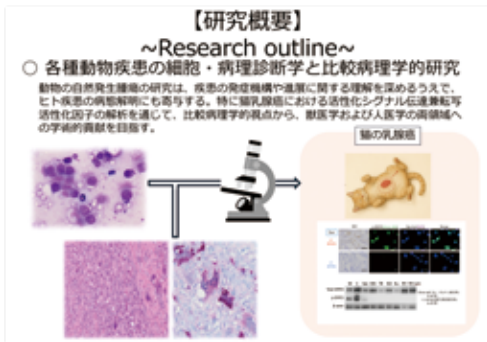 【研究概要】
~Research outline~
○ 各種動物疾患の細胞・病理診断学と比較病理学的研究
動物の自然発生腫瘍の研究は、疾患の発症機構や進展に関する理解を深めるうえで、
ヒト疾患の病態解明にも寄与する。特に猫乳腺癌における活性化シグナル伝達兼転写
活性化因子の解析を通じて、比較病理学的視点から、獣医学および人医学の両領域へ
の学術的貢献を目指す。
猫の乳腺癌